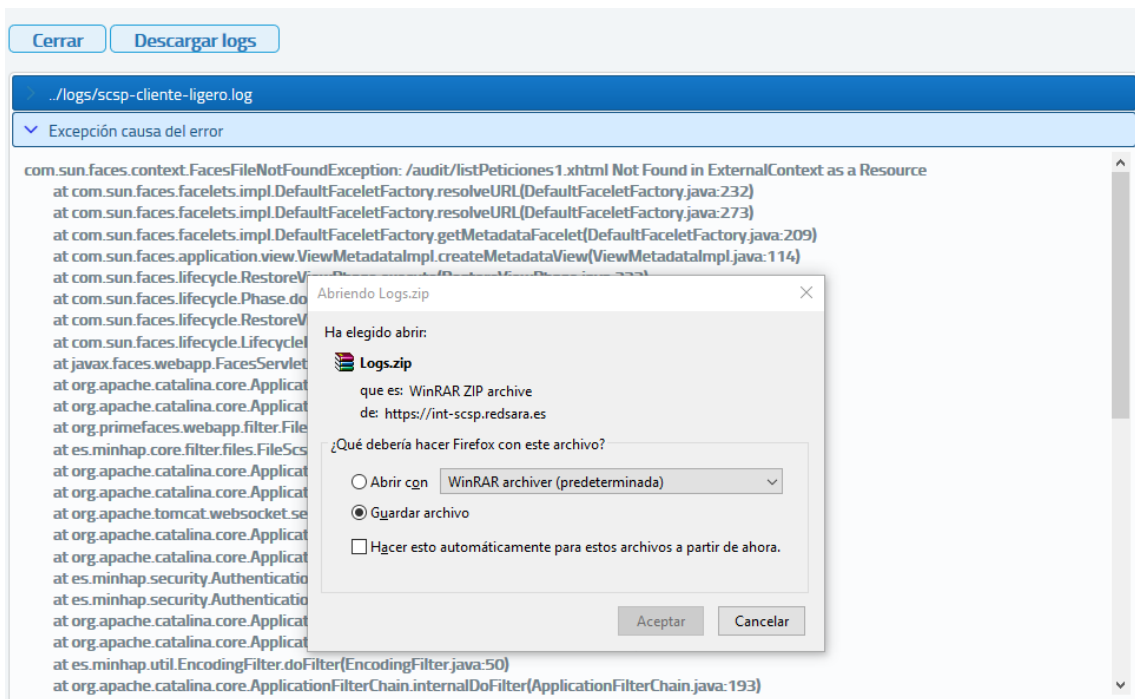 Cerrar Descargar logs
../logs/scsp-cliente-ligero.log
Excepción causa del error
com.sun.faces.context.FacesFileNotFoundException: /audit/listPeticiones1.xhtml Not Found in ExternalContext as a Resource
at com.sun.faces.facelets.impl.DefaultFaceletFactory.resolveURL(DefaultFaceletFactory.java:232)
at com.sun.faces.facelets.impl.DefaultFaceletFactory.resolveURL(DefaultFaceletFactory.java:273)
at com.sun.faces.facelets.impl.DefaultFaceletFactory.getMetadataFacelet(DefaultFaceletFactory.java:209)
at com.sun.faces.application.view.ViewMetadataImpl.createMetadataView(ViewMetadataImpl.java:114)
at com.sun.faces.lifecycle.RestoreViewPhase.execute(RestoreViewPhase.java:233)
at com.sun.faces.lifecycle.Phase.do
at com.sun.faces.lifecycle.RestoreV
at com.sun.faces.lifecycle.Lifecycle
at javax.faces.webapp.FacesServlet
at org.apache.catalina.core.Applicat
at org.apache.catalina.core.Applicat
at org.primefaces.webapp.filter.File
at es.minhap.core.filter.files.FileScs
at org.apache.catalina.core.Applicat
at org.apache.catalina.core.Applicat
at org.apache.tomcat.websocket.se
at org.apache.catalina.core.Applicat
at org.apache.catalina.core.Applicat
at es.minhap.security.Authenticatio
at es.minhap.security.Authenticatio
at org.apache.catalina.core.Applicat
at org.apache.catalina.core.Applicat
at es.minhap.util.EncodingFilter.doFilter(EncodingFilter.java:50)
at org.apache.catalina.core.ApplicationFilterChain.internalDoFilter(ApplicationFilterChain.java:193)
Abriendo Logs.zip
Ha elegido abrir:
Logs.zip
que es: WinRAR ZIP archive
de: https://int-scsp.redsara.es
¿Qué debería hacer Firefox con este archivo?
Abrir con WinRAR archiver (predeterminada)
Guardar archivo
Hacer esto automáticamente para estos archivos a partir de ahora.
Aceptar Cancelar